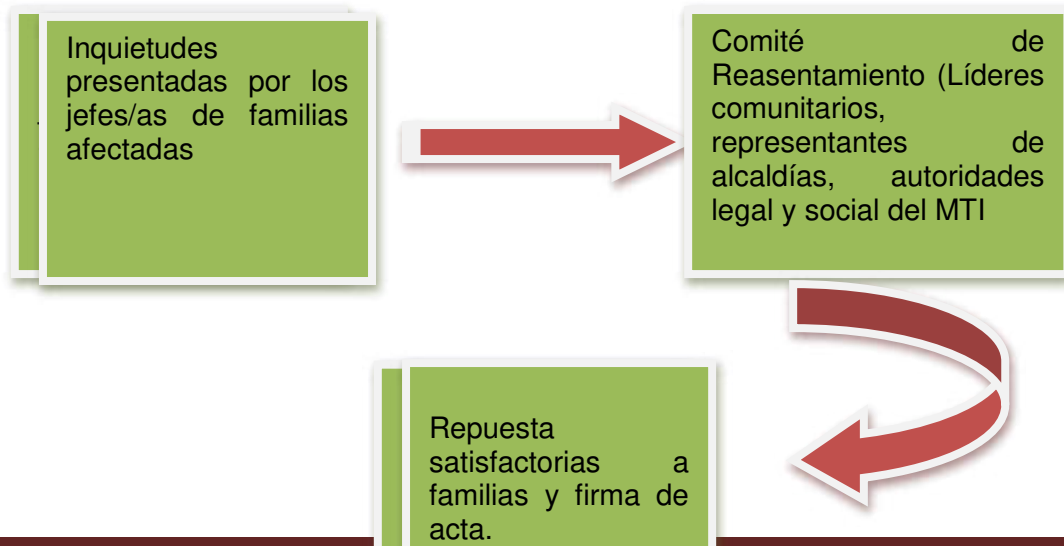 Inquietudes
presentadas por los
jefes/as de familias
afectadas
Comité de
Reasentamiento (Líderes
comunitarios,
representantes de
alcaldías, autoridades
legal y social del MTI
Repuesta
satisfactorias a
familias y firma de
acta.